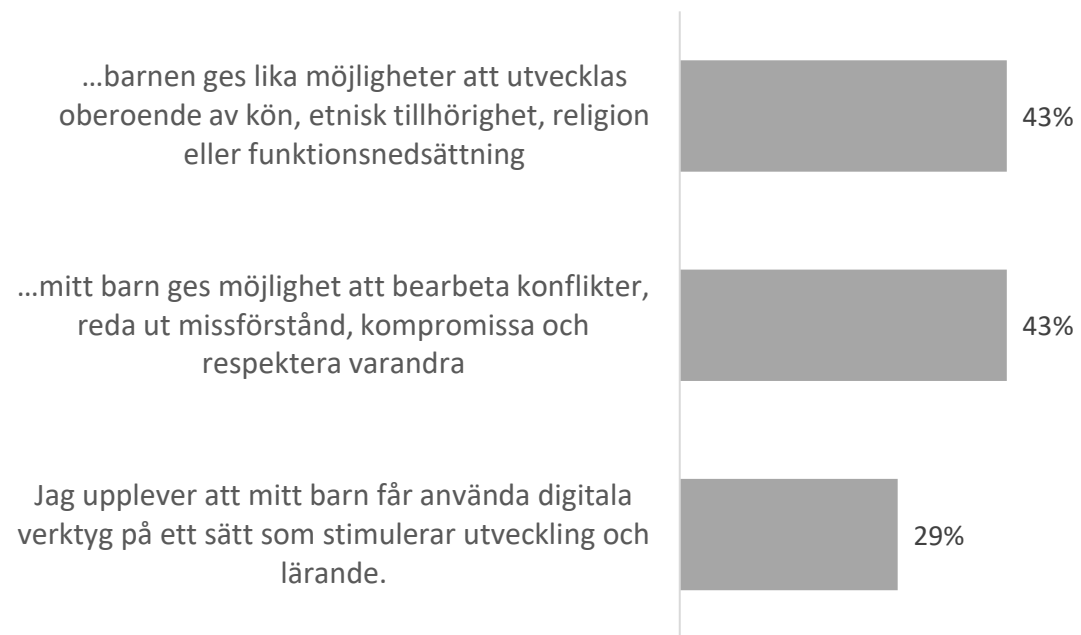 …barnen ges lika möjligheter att utvecklas
oberoende av kön, etnisk tillhörighet, religion
eller funktionsnedsättning
43%
…mitt barn ges möjlighet att bearbeta konflikter,
reda ut missförstånd, kompromissa och
respektera varandra
43%
Jag upplever att mitt barn får använda digitala
verktyg på ett sätt som stimulerar utveckling och
lärande.
29%